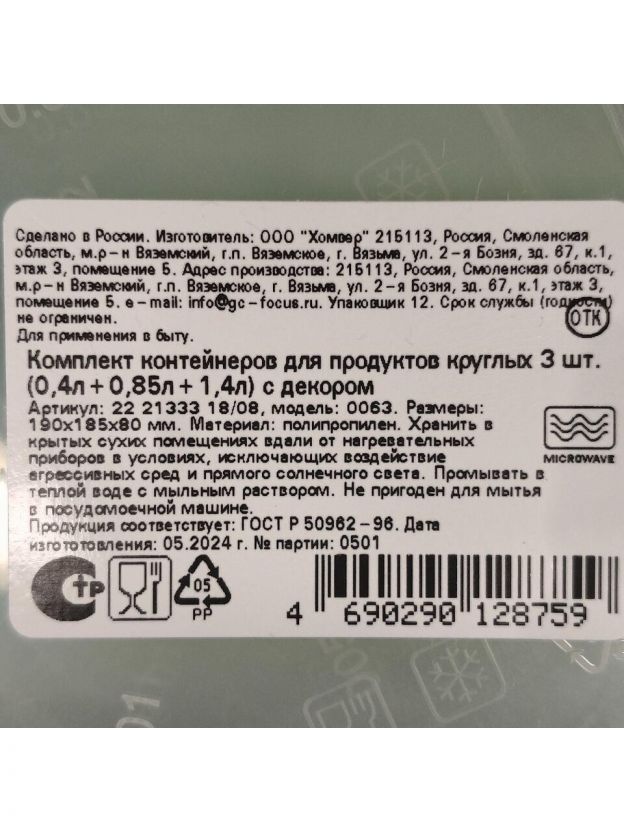 Сделано в России. Изготовитель: ООО "Хомвер" 215113, Россия, Смоленская
область, м.р-н Вяземский, г.п. Вяземское, г. Вязьма, ул. 2-я Бозня, зд. 67, к.1,
этаж 3, помещение 5. Адрес производства: 215113, Россия, Смоленская область,
м.р-н Вяземский, г.п. Вяземское, г. Вязьма, ул. 2-я Бозня, зд. 67, к.1, этаж 3,
помещение 5. e-mail: info@gc-focus.ru. Упаковщик 12. Срок службы (годности)
не ограничен.
ОТК
Для применения в быту.
Комплект контейнеров для продуктов круглых 3 шт.
(0,4л+0,85л+1,4л) с декором
Артикул: 22 21333 18/08, модель: 0063. Размеры:
190х185х80 мм. Материал: полипропилен. Хранить в
крытых сухих помещениях вдали от нагревательных
приборов в условиях, исключающих воздействие
агрессивных сред и прямого солнечного света. Промывать в
теплой воде с мыльным раствором. Не пригоден для мытья
в посудомоечной машине.
MICROWAVE
Продукция соответствует: ГОСТ Р 50962-96. Дата
изготовления: 05.2024 г. № партии: 0501
тр
05
PP
4 690290 128759